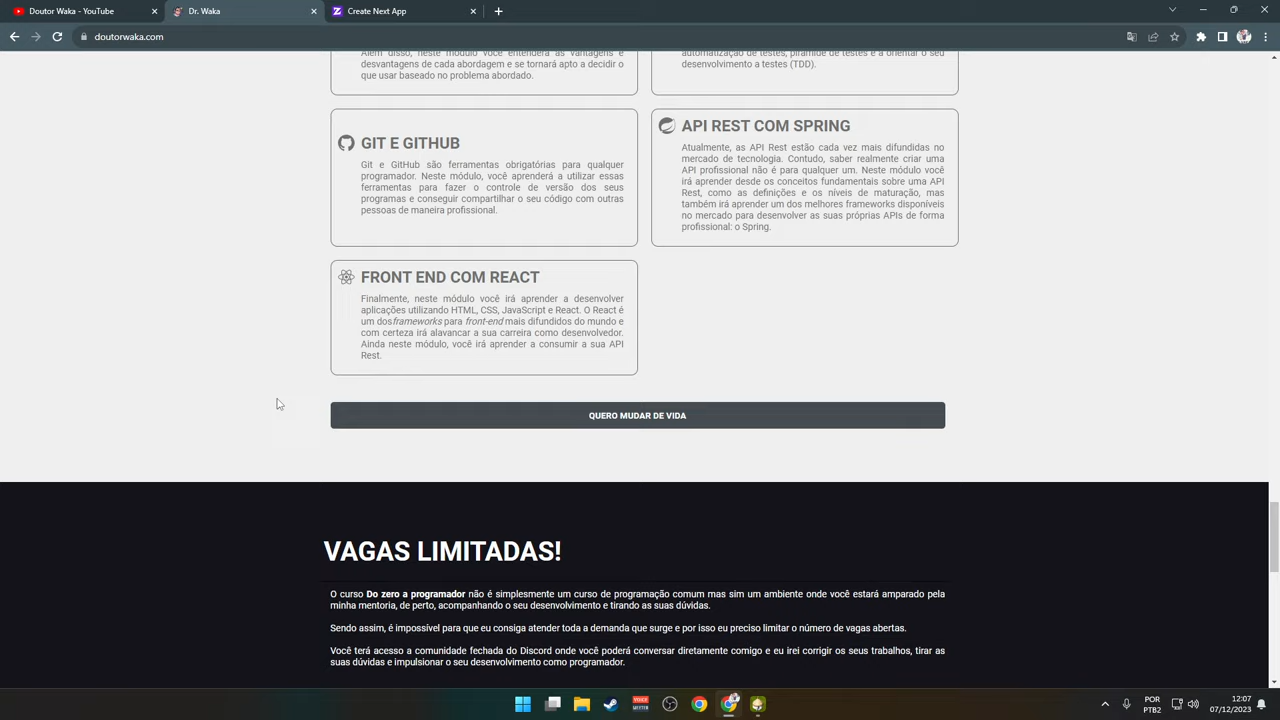 Doutor Waka - YouTube
Dr. Waka
Create Next App
doutorwaka.com
Além disso, neste módulo você entenderá as vantagens e
desvantagens de cada abordagem e se tornará apto a decidir o
que usar baseado no problema abordado.
automatização de testes, pirâmide de testes e a orientar o seu
desenvolvimento a testes (TDD).
GIT E GITHUB
Git e GitHub são ferramentas obrigatórias para qualquer
programador. Neste módulo, você aprenderá a utilizar essas
ferramentas para fazer o controle de versão dos seus
programas e conseguir compartilhar o seu código com outras
pessoas de maneira profissional.
API REST COM SPRING
Atualmente, as API Rest estão cada vez mais difundidas no
mercado de tecnologia. Contudo, saber realmente criar uma
API profissional não é para qualquer um. Neste módulo você
irá aprender desde os conceitos fundamentais sobre uma API
Rest, como as definições e os níveis de maturação, mas
também irá aprender um dos melhores frameworks disponíveis
no mercado para desenvolver as suas próprias APIs de forma
profissional: o Spring.
FRONT END COM REACT
Finalmente, neste módulo você irá aprender a desenvolver
aplicações utilizando HTML, CSS, JavaScript e React. O React é
um dosframeworks para front-end mais difundidos do mundo e
com certeza irá alavancar a sua carreira como desenvolvedor.
Ainda neste módulo, você irá aprender a consumir a sua API
Rest.
QUERO MUDAR DE VIDA
VAGAS LIMITADAS!
O curso Do zero a programador não é simplesmente um curso de programação comum mas sim um ambiente onde você estará amparado pela
minha mentoria, de perto, acompanhando o seu desenvolvimento e tirando as suas dúvidas.
Sendo assim, é impossível para que eu consiga atender toda a demanda que surge e por isso eu preciso limitar o número de vagas abertas.
Você terá acesso a comunidade fechada do Discord onde você poderá conversar diretamente comigo e eu irei corrigir os seus trabalhos, tirar as
suas dúvidas e impulsionar o seu desenvolvimento como programador.
VOICE
MEETER
POR
PTB2
12:07
07/12/2023